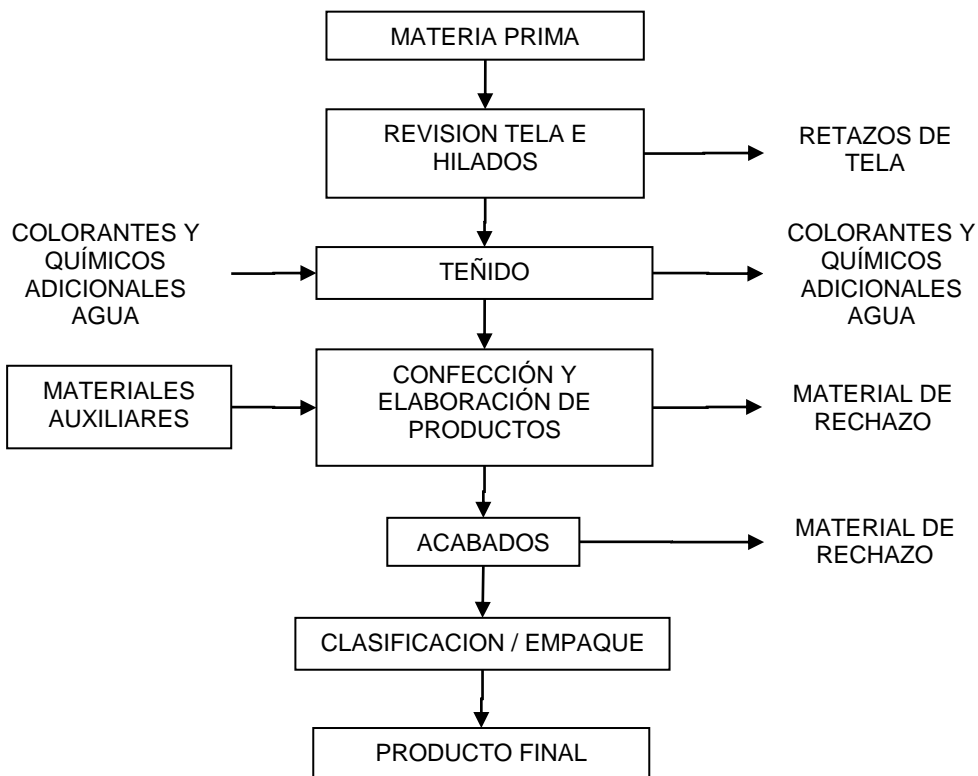 MATERIA PRIMA
REVISION TELA E
HILADOS
RETAZOS DE
TELA
COLORANTES Y
QUÍMICOS
ADICIONALES
AGUA
TEÑIDO
COLORANTES Y
QUÍMICOS
ADICIONALES
AGUA
MATERIALES
AUXILIARES
CONFECCIÓN Y
ELABORACIÓN DE
PRODUCTOS
MATERIAL DE
RECHAZO
ACABADOS
MATERIAL DE
RECHAZO
CLASIFICACION / EMPAQUE
PRODUCTO FINAL